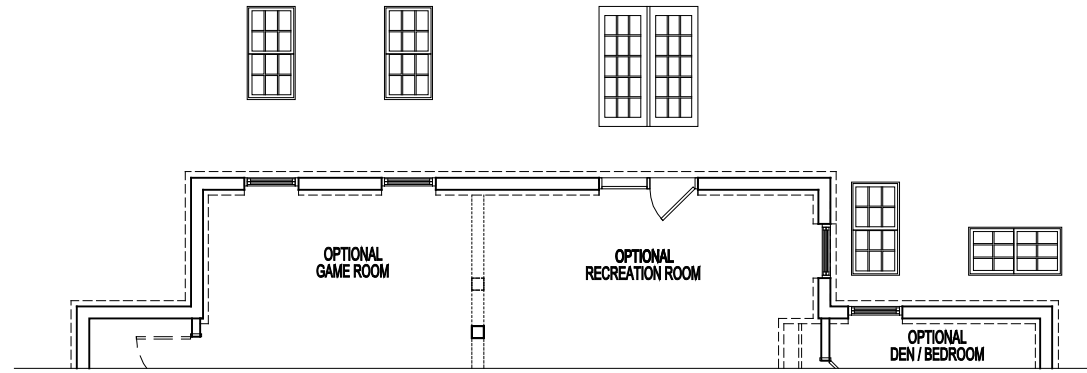 OPTIONAL
GAME ROOM
OPTIONAL
RECREATION ROOM
OPTIONAL
DEN / BEDROOM